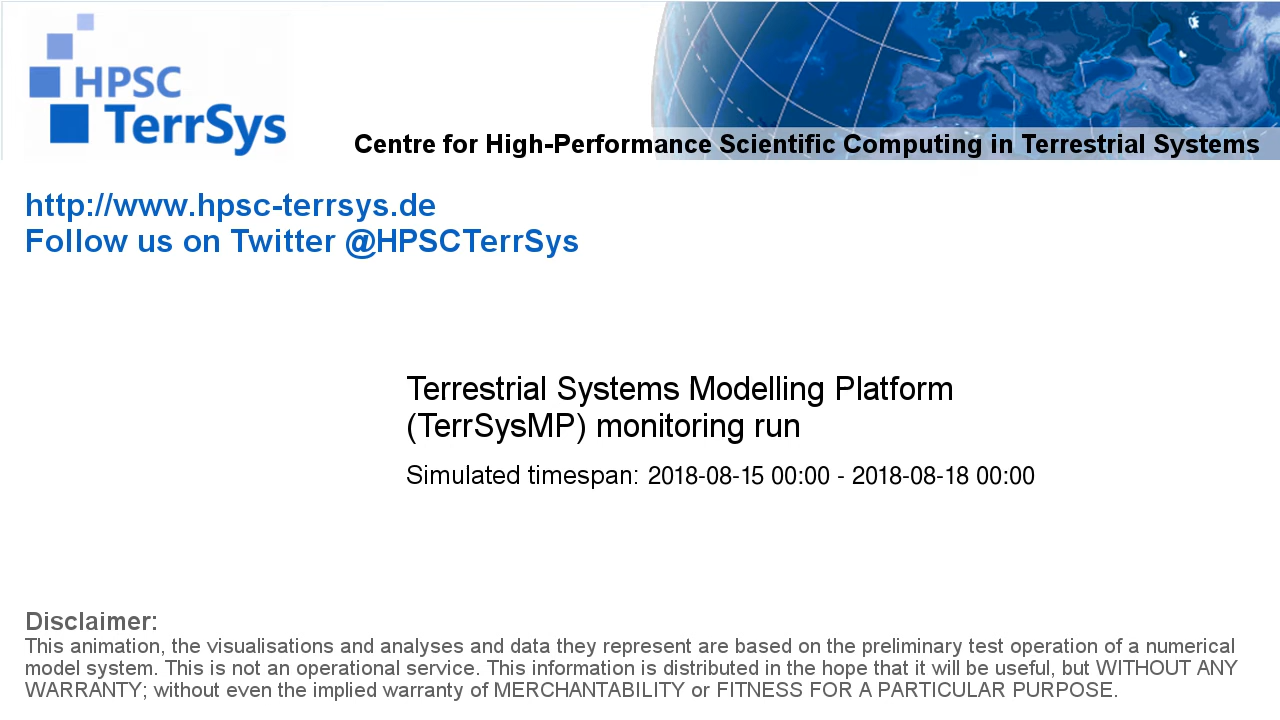 HPSC
TerrSys
Centre for High-Performance Scientific Computing in Terrestrial Systems
http://www.hpsc-terrsys.de
Follow us on Twitter @HPSCTerrSys
Terrestrial Systems Modelling Platform
(TerrSysMP) monitoring run
Simulated timespan: 2018-08-15 00:00 - 2018-08-18 00:00
Disclaimer:
This animation, the visualisations and analyses and data they represent are based on the preliminary test operation of a numerical
model system. This is not an operational service. This information is distributed in the hope that it will be useful, but WITHOUT ANY
WARRANTY; without even the implied warranty of MERCHANTABILITY or FITNESS FOR A PARTICULAR PURPOSE.